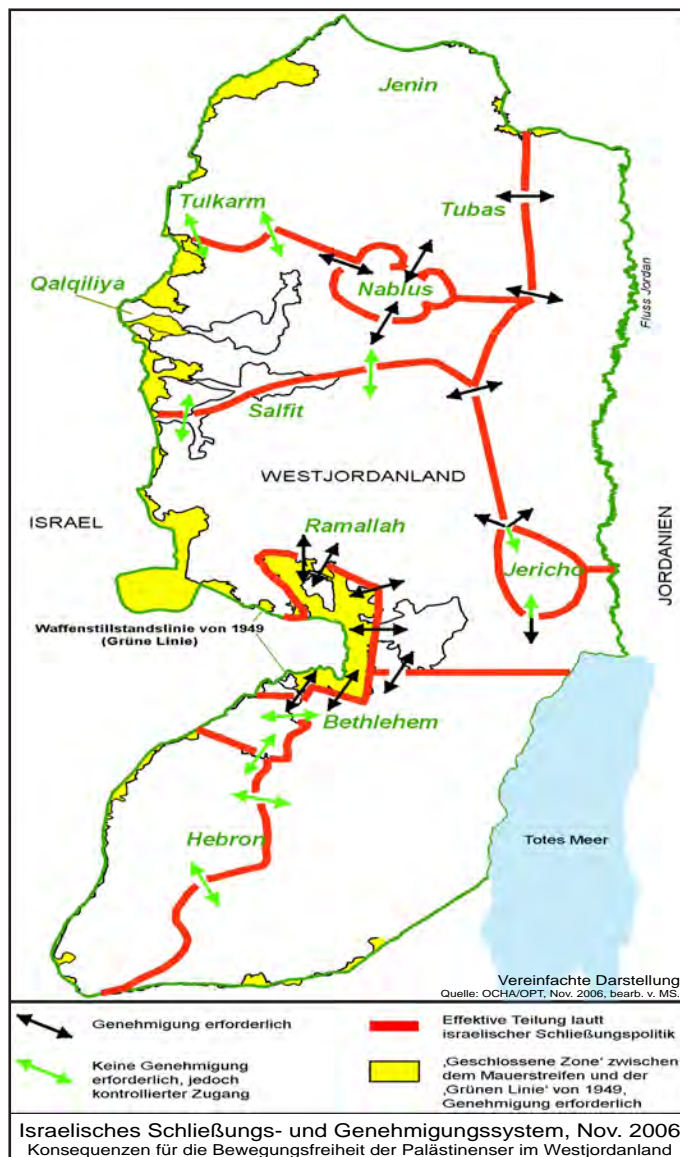 Jenin
Tulkarm
Tubas
Qalqiliya
Nablus
Fluss Jordan
Salfit
WESTJORDANLAND
ISRAEL
Ramallah
JORDANIEN
Jericho
Waffenstillstandslinie von 1949
(Grüne Linie)
Bethlehem
Hebron
Totes Meer
Vereinfachte Darstellung
Quelle: OCHA/OPT, Nov. 2006, bearb. v. MS.
Genehmigung erforderlich
Effektive Teilung lautt
israelischer Schließungspolitik
Keine Genehmigung
erforderlich, jedoch
kontrollierter Zugang
‚Geschlossene Zone' zwischen
dem Mauerstreifen und der
‚Grünen Linie' von 1949,
Genehmigung erforderlich
Israelisches Schließungs- und Genehmigungssystem, Nov. 2006
Konsequenzen für die Bewegungsfreiheit der Palästinenser im Westjordanland